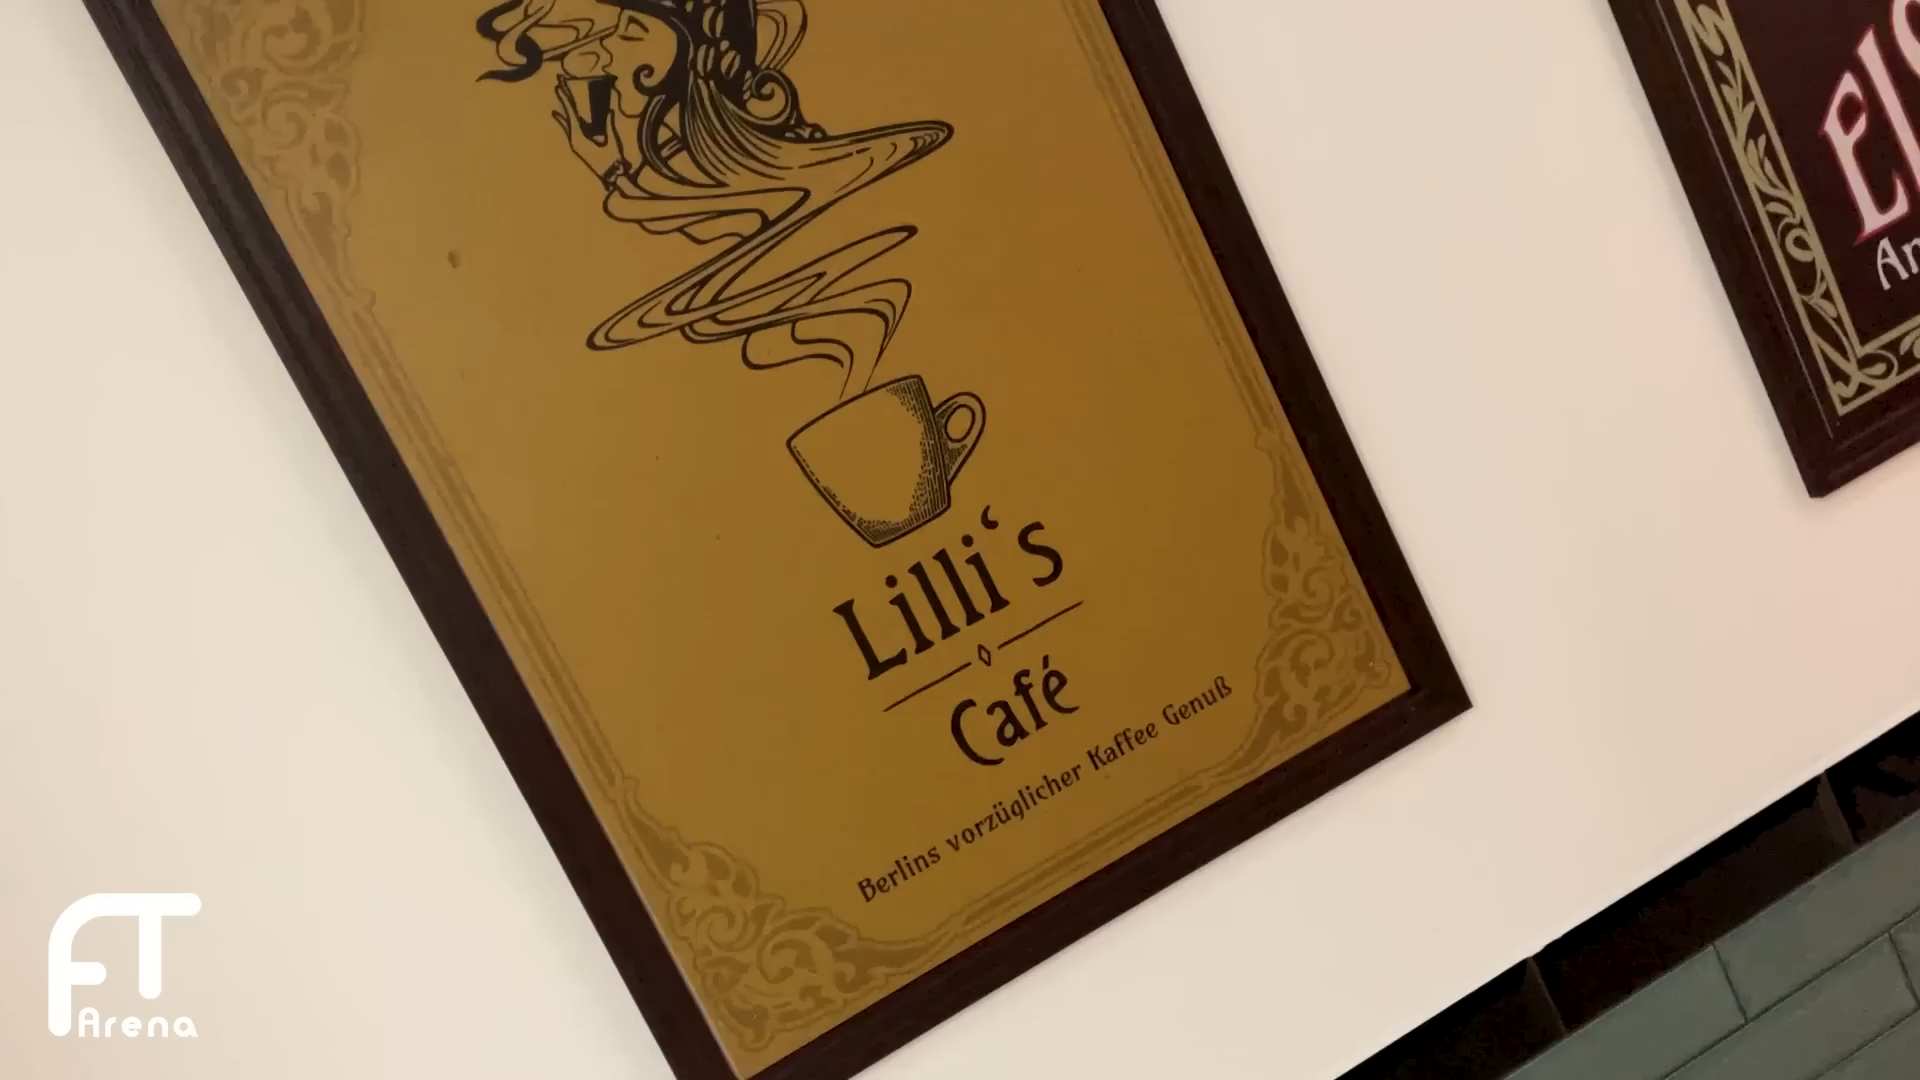 Lilli‘s
Café
Berlins vorzüglicher Kaffee Genuß
FT
Arena